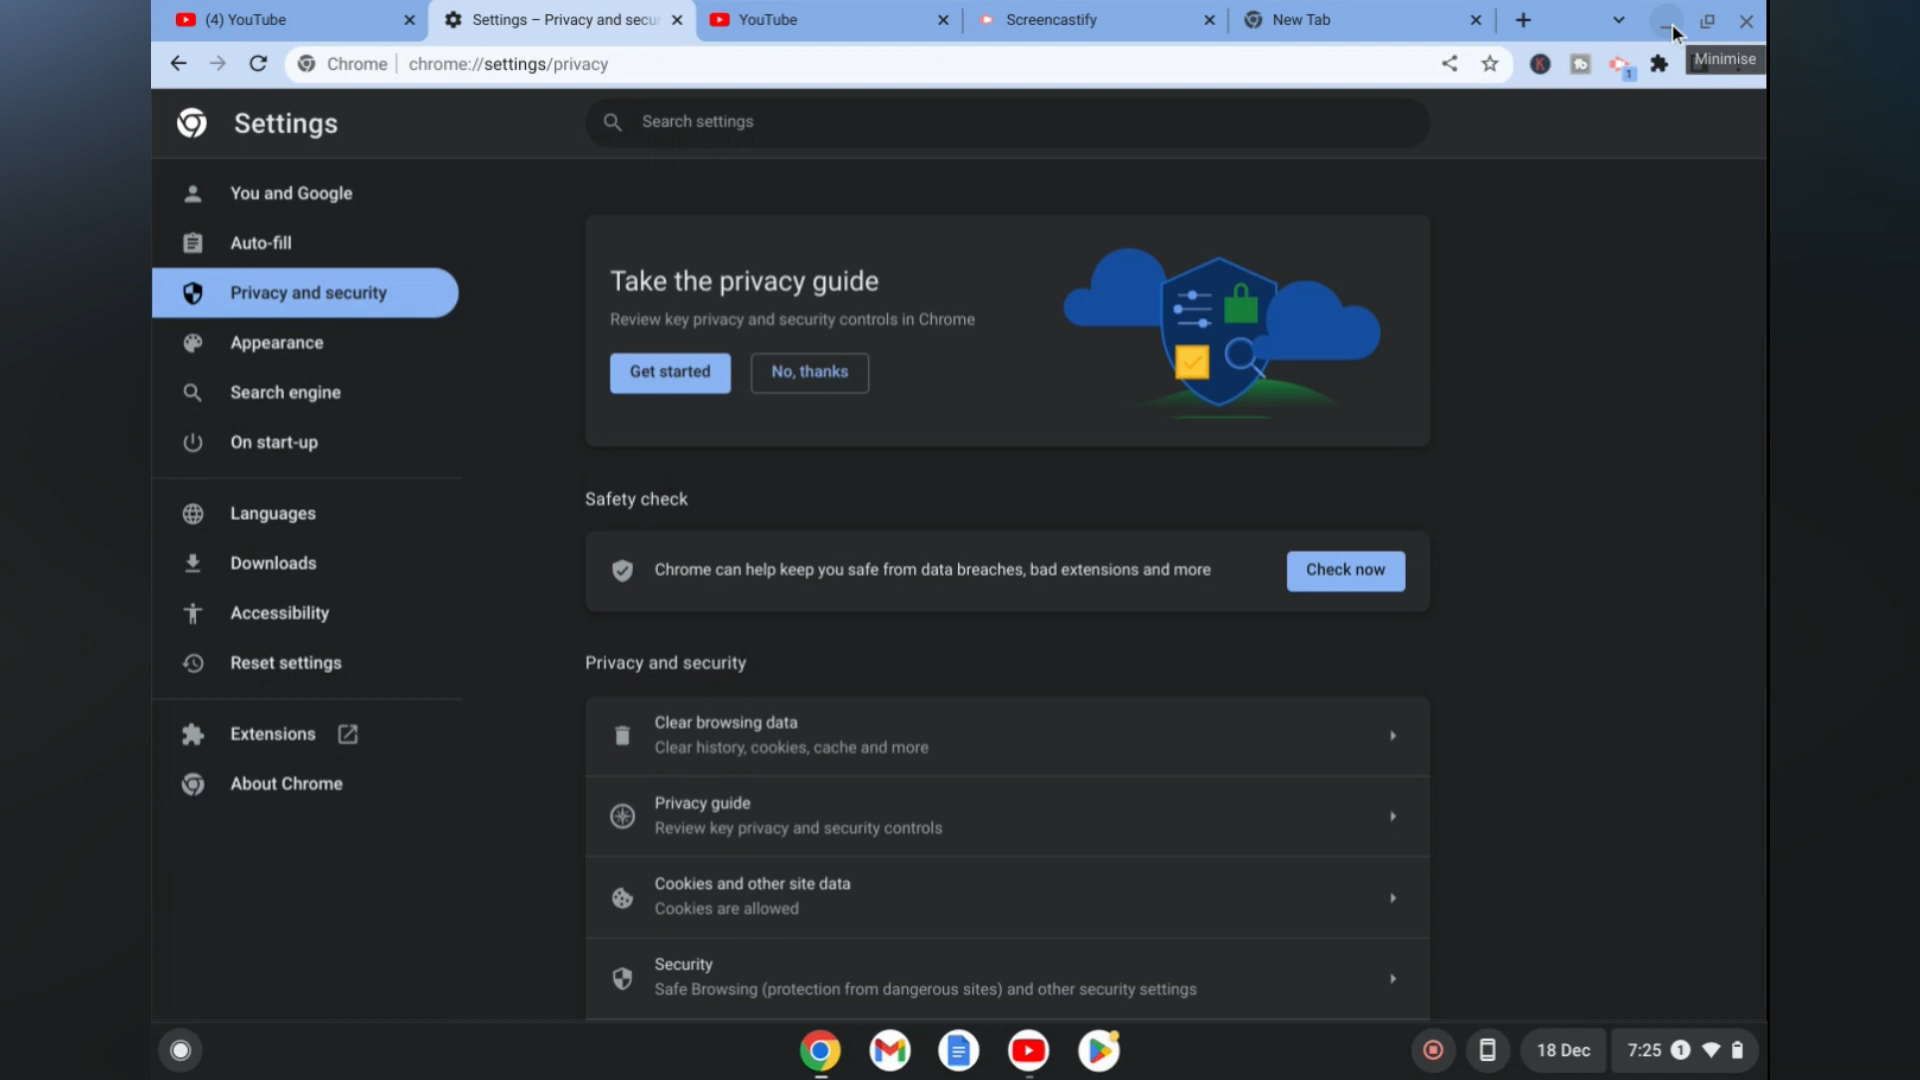 (4) YouTube
Settings – Privacy and secu
YouTube
Screencastify
New Tab
Chrome
chrome://settings/privacy
K
tb
1
Minimise
Settings
Search settings
You and Google
Auto-fill
Privacy and security
Appearance
Search engine
On start-up
Languages
Downloads
Accessibility
Reset settings
Extensions
About Chrome
Take the privacy guide
Review key privacy and security controls in Chrome
Get started
No, thanks
Safety check
Chrome can help keep you safe from data breaches, bad extensions and more
Check now
Privacy and security
Clear browsing data
Clear history, cookies, cache and more
Privacy guide
Review key privacy and security controls
Cookies and other site data
Cookies are allowed
Security
Safe Browsing (protection from dangerous sites) and other security settings
18 Dec
7:25
1